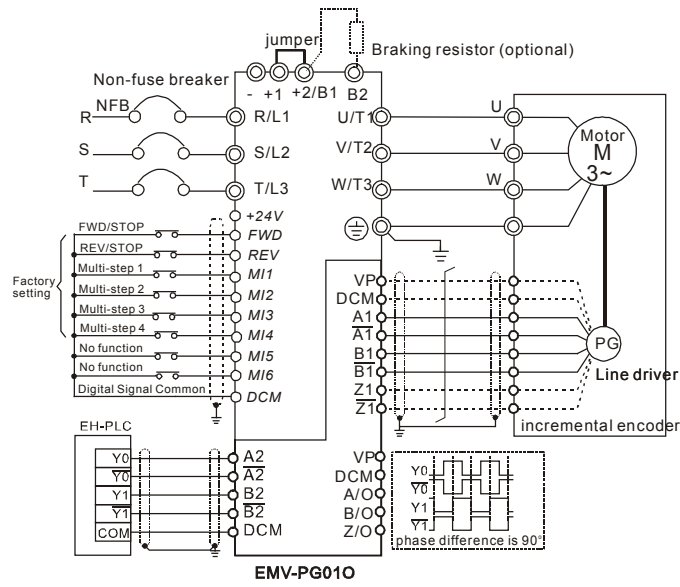 jumper
Braking resistor (optional)
Non-fuse breaker
- +1 +2/B1 B2
NFB
R R/L1 U/T1 U
S S/L2 V/T2 V
T T/L3 W/T3 W
Motor
M
3~
+24V
FWD/STOP FWD
REV/STOP REV
Multi-step 1 MI1
Multi-step 2 MI2
Multi-step 3 MI3
Multi-step 4 MI4
No function MI5
No function MI6
Digital Signal Common DCM
Factory
setting
VP
DCM
A1
A1
B1
B1
Z1
Z1
PG
Line driver
incremental encoder
EH-PLC
Y0 A2
Y0 A2
Y1 B2
Y1 B2
COM DCM
VP
DCM
A/O
B/O
Z/O
Y0
Y0
Y1
Y1
phase difference is 90°
EMV-PG01O